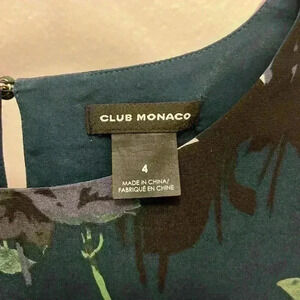 CLUB MONACO
4
MADE IN CHINA/
FABRIQUÉ EN CHINE